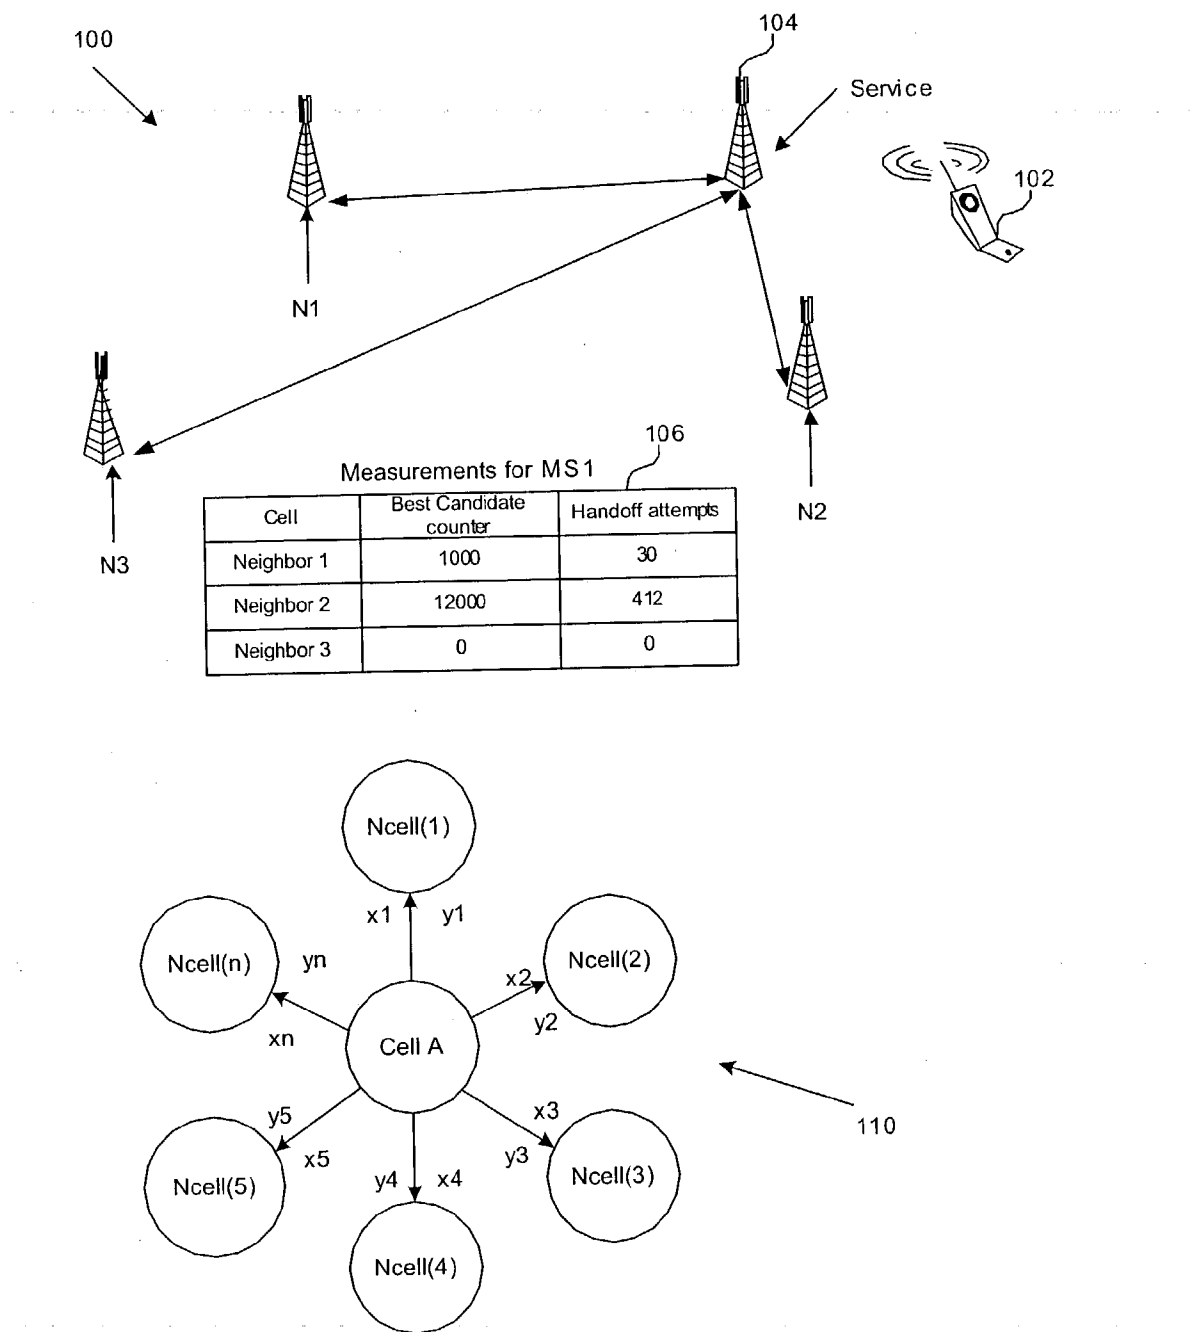 104
100
Service
102
N1
106
Measurements for MS1
N2
N3
Cell
Best Candidate counter
Handoff attempts
Neighbor 1
1000
30
Neighbor 2
12000
412
Neighbor 3
0
0
Ncell(1)
x1
y1
Ncell(n)
yn
x2
Ncell(2)
xn
y2
Cell A
x3
110
y5
x5
y3
y4
x4
Ncell(5)
Ncell(3)
Ncell(4)